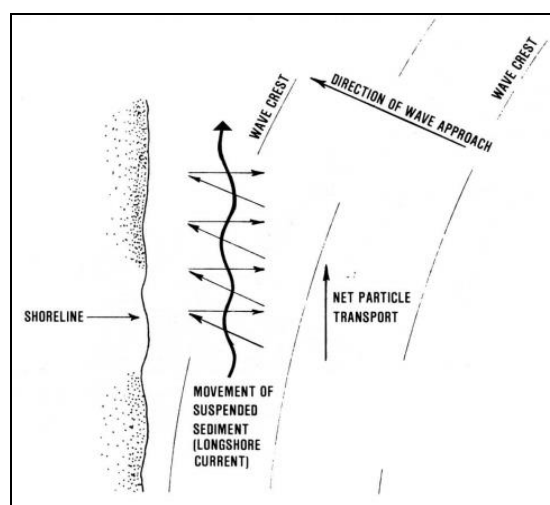 WAVE CREST
DIRECTION OF WAVE APPROACH
WAVE CREST
SHORELINE
NET PARTICLE
TRANSPORT
MOVEMENT OF
SUSPENDED
SEDIMENT
(LONGSHORE
CURRENT)